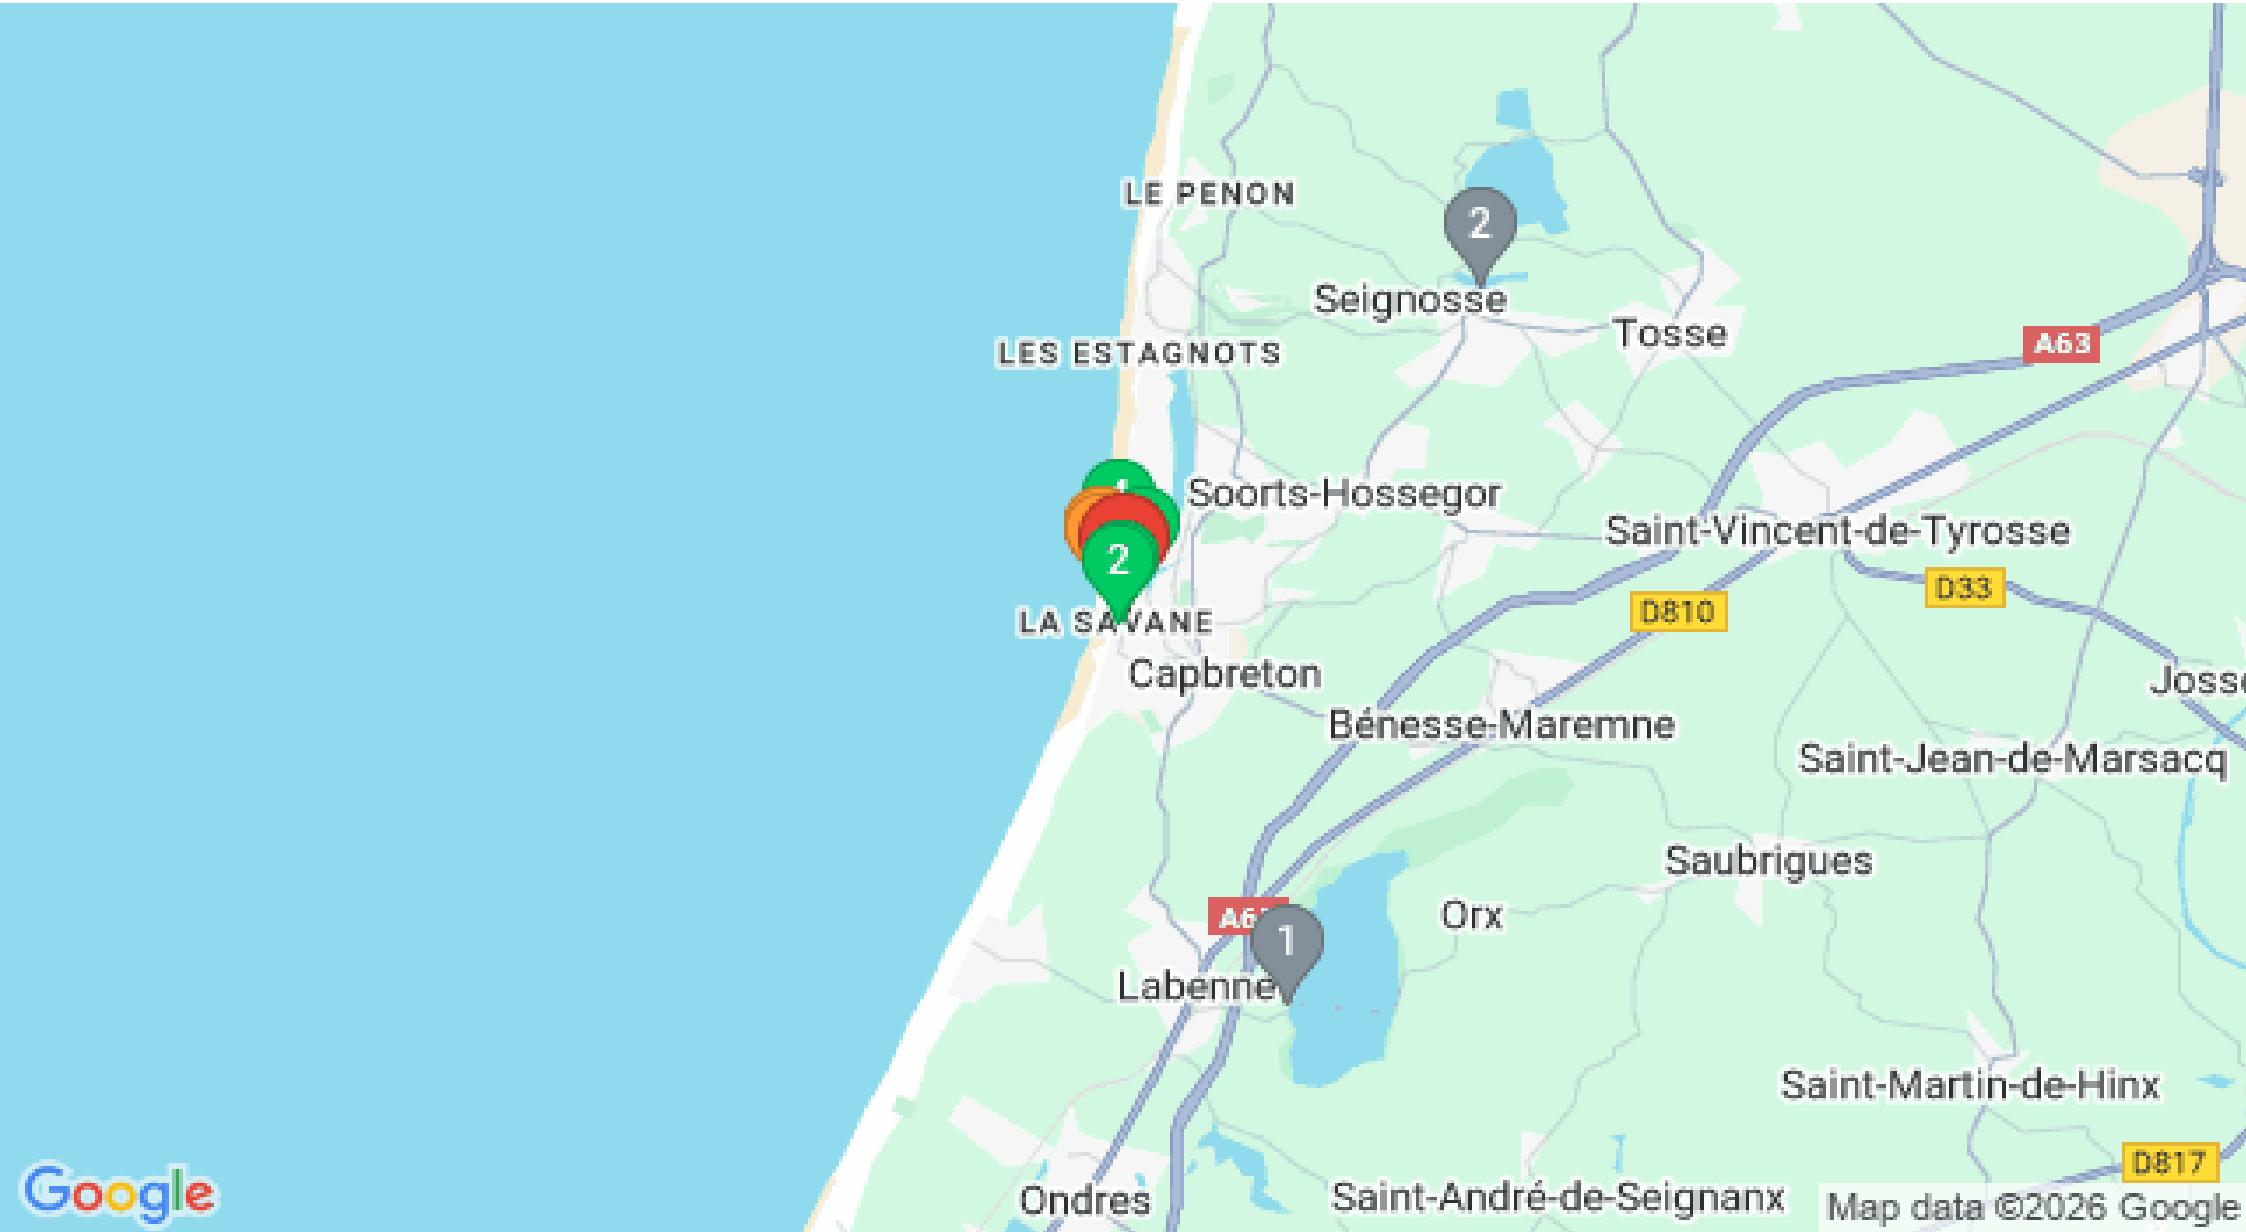 LE PENON
2
Seignosse
Tosse
A63
LES ESTAGNOTS
1
Soorts-Hossegor
Saint-Vincent-de-Tyrosse
2
D33
D810
LA SAVANE
Capbreton
Bénesse-Maremne
Saint-Jean-de-Marsacq
Saubrigues
Orx
1
Labenne
Saint-Martin-de-Hinx
D817
Ondres
Saint-André-de-Seignanx
Google
Map data ©2026 Google